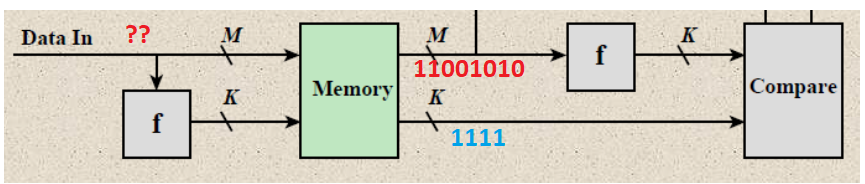 Data In ?? M M K
11001010
f
Memory
Compare
K K
f
1111